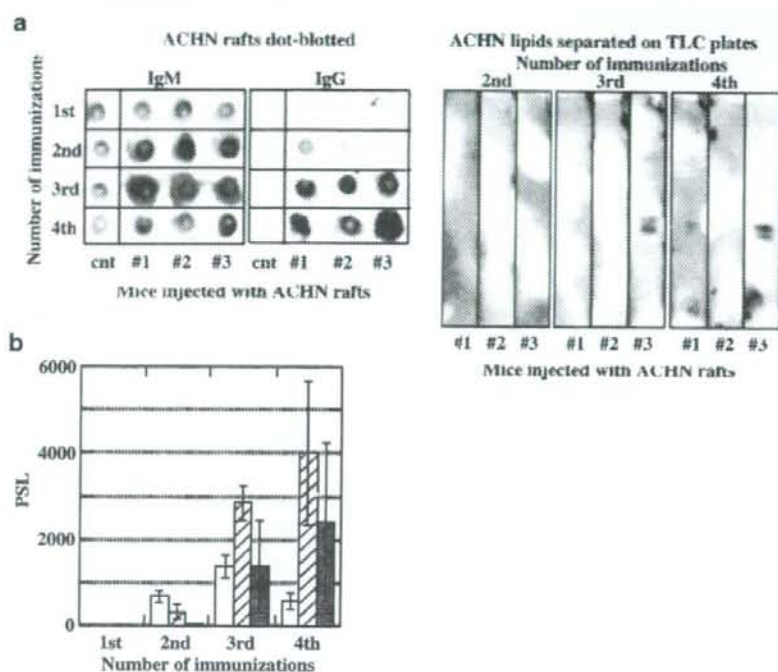 a
ACHN rafts dot-blotted
IgM
IgG
Number of immunizations
1st
2nd
3rd
4th
cnt #1 #2 #3
cnt #1 #2 #3
Mice injected with ACHN rafts
ACHN lipids separated on TLC plates
Number of immunizations
2nd 3rd 4th
#1 #2 #3
#1 #2 #3
#1 #2 #3
Mice injected with ACHN rafts
b
PSL
6000
4000
2000
0
1st 2nd 3rd 4th
Number of immunizations